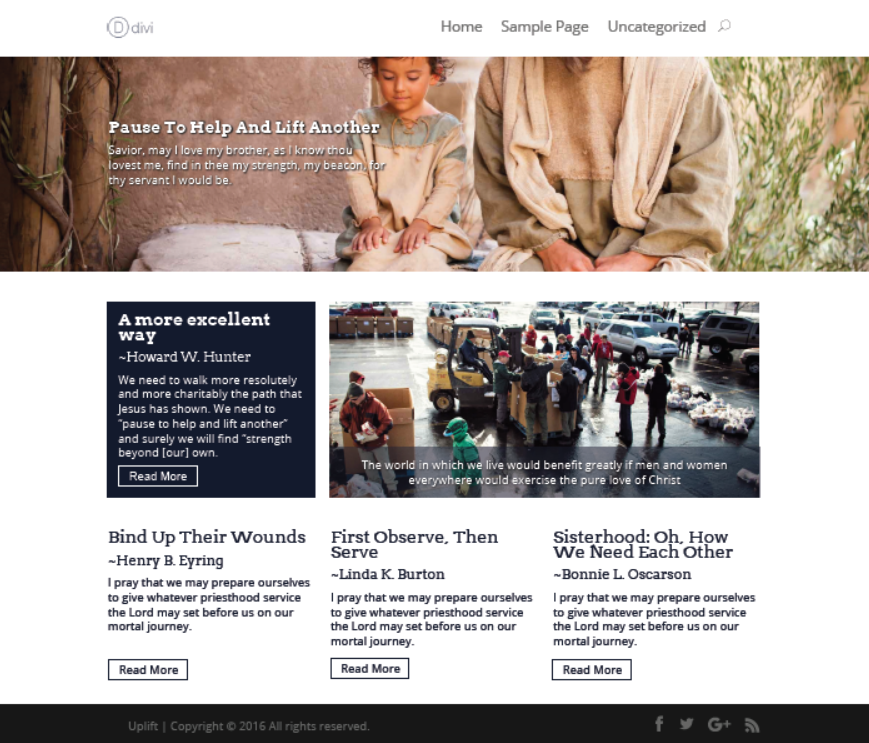 D divi
Home Sample Page Uncategorized
Pause To Help And Lift Another
Savior, may I love my brother, as I know thou
lovest me, find in thee my strength, my beacon, for
thy servant I would be.
A more excellent
way
~Howard W. Hunter
We need to walk more resolutely
and more charitably the path that
Jesus has shown. We need to
“pause to help and lift another”
and surely we will find “strength
beyond [our] own.
Read More
The world in which we live would benefit greatly if men and women
everywhere would exercise the pure love of Christ
Bind Up Their Wounds
~Henry B. Eyring
I pray that we may prepare ourselves
to give whatever priesthood service
the Lord may set before us on our
mortal journey.
Read More
First Observe, Then
Serve
~Linda K. Burton
I pray that we may prepare ourselves
to give whatever priesthood service
the Lord may set before us on our
mortal journey.
Read More
Sisterhood: Oh, How
We Need Each Other
~Bonnie L. Oscarson
I pray that we may prepare ourselves
to give whatever priesthood service
the Lord may set before us on our
mortal journey.
Read More
Uplift | Copyright © 2016 All rights reserved.
f G+